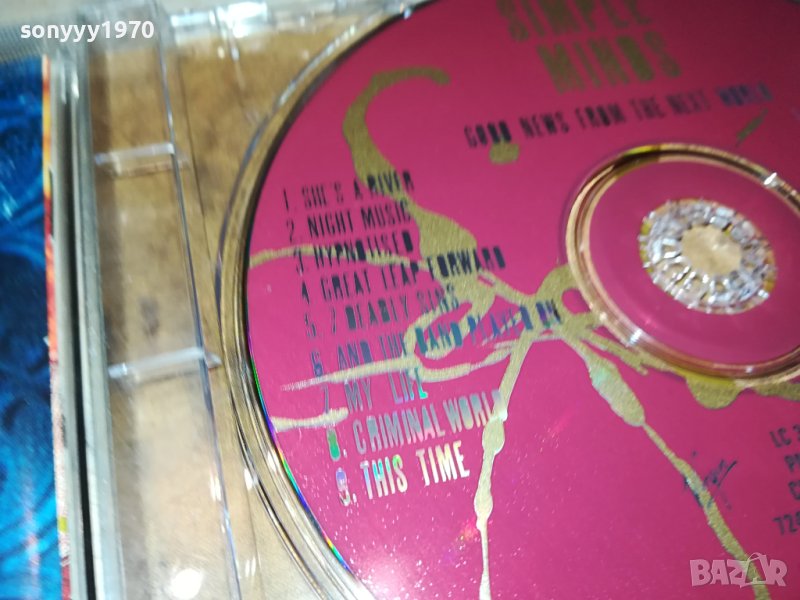 sonyyy1970
SIMPLE
MINDS
GOOD NEWS FROM THE NEXT WORLD
1. SHE'S A RIVER
2. NIGHT MUSIC
3. HYPNOTISED
4. GREAT LEAP FORWARD
5. 7 DEADLY SINS
6. AND THE BAND PLAYED ON
7. MY LIFE
8. CRIMINAL WORLD
9. THIS TIME
LC
BAZAR